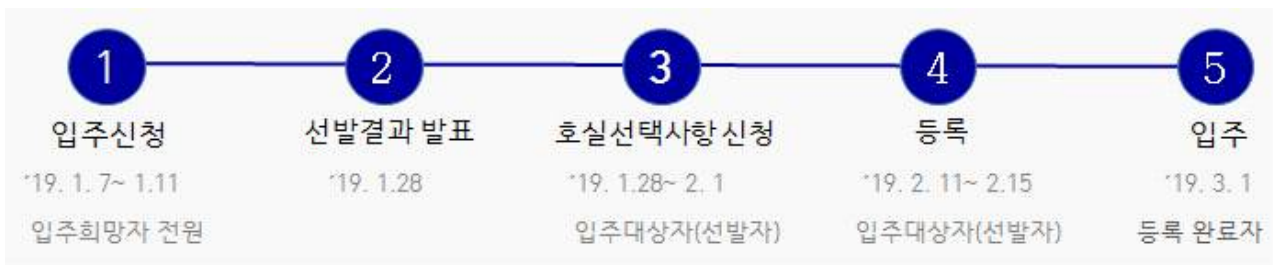 1 2 3 4 5
입주신청 선발결과 발표 호실선택사항 신청 등록 입주
'19. 1. 7~ 1.11 '19. 1.28 '19. 1.28~ 2. 1 '19. 2. 11~ 2.15 '19. 3. 1
입주희망자 전원 입주대상자(선발자) 입주대상자(선발자) 등록 완료자